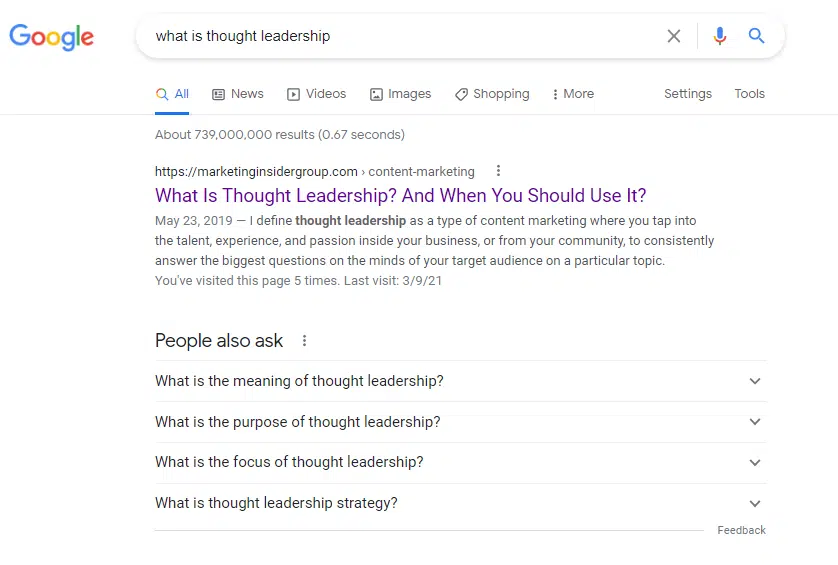 Google
what is thought leadership
All News Videos Images Shopping More Settings Tools
About 739,000,000 results (0.67 seconds)
https://marketinginsidergroup.com › content-marketing
What Is Thought Leadership? And When You Should Use It?
May 23, 2019 — I define thought leadership as a type of content marketing where you tap into
the talent, experience, and passion inside your business, or from your community, to consistently
answer the biggest questions on the minds of your target audience on a particular topic.
You've visited this page 5 times. Last visit: 3/9/21
People also ask
What is the meaning of thought leadership?
What is the purpose of thought leadership?
What is the focus of thought leadership?
What is thought leadership strategy?
Feedback